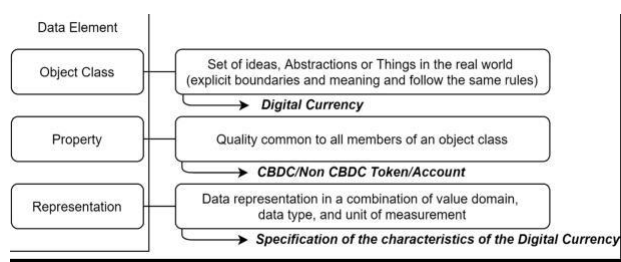 Data Element
Object Class
Set of ideas, Abstractions or Things in the real world
(explicit boundaries and meaning and follow the same rules)
Digital Currency
Property
Quality common to all members of an object class
CBDC/Non CBDC Token/Account
Representation
Data representation in a combination of value domain,
data type, and unit of measurement
Specification of the characteristics of the Digital Currency